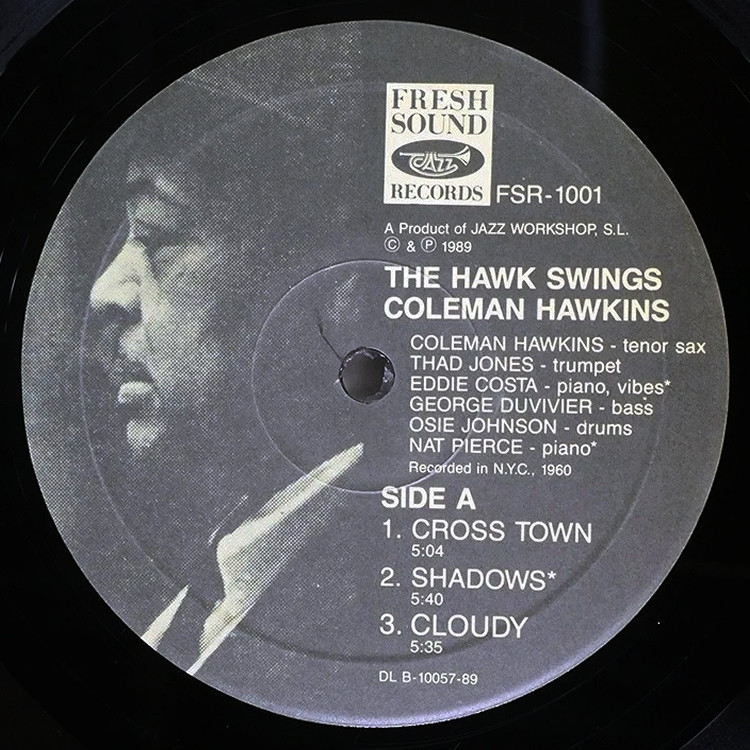 FRESH
SOUND
JAZZ
RECORDS
FSR-1001
A Product of JAZZ WORKSHOP, S.L.
© & ℗ 1989
THE HAWK SWINGS
COLEMAN HAWKINS
COLEMAN HAWKINS - tenor sax
THAD JONES - trumpet
EDDIE COSTA - piano, vibes*
GEORGE DUVIVIER - bass
OSIE JOHNSON - drums
NAT PIERCE - piano*
Recorded in N.Y.C., 1960
SIDE A
1. CROSS TOWN
5:04
2. SHADOWS*
5:40
3. CLOUDY
5:35
DL B-10057-89